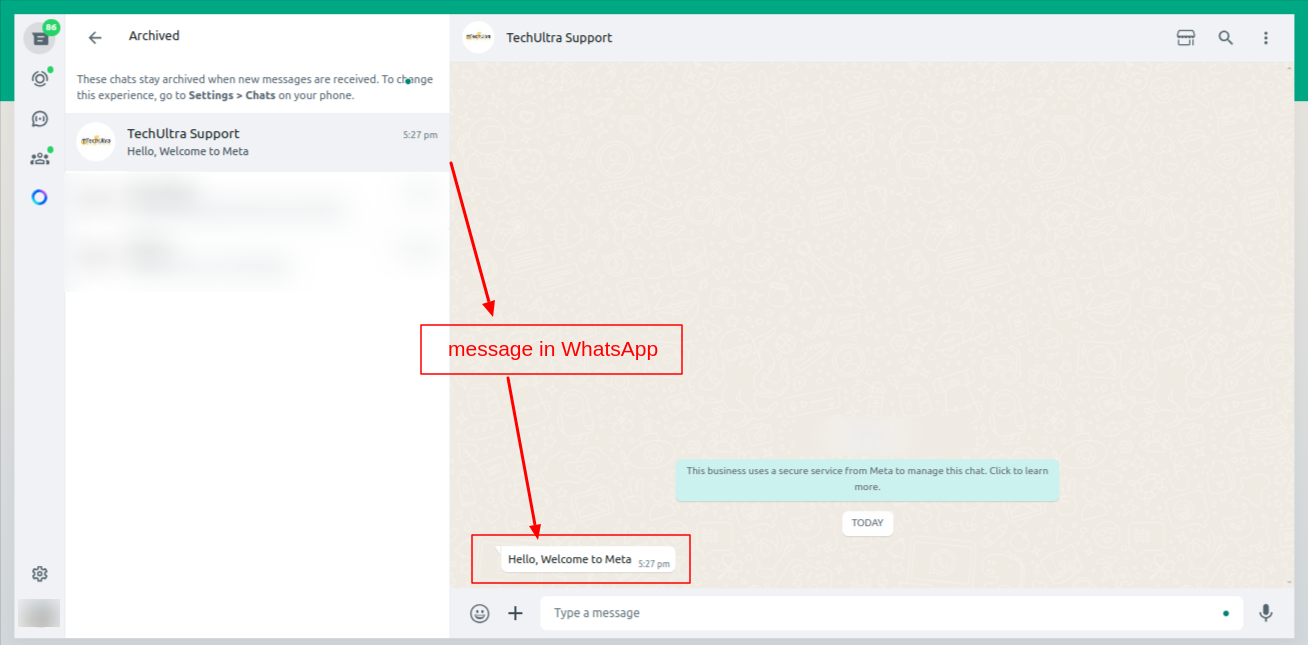 86
Archived
These chats stay archived when new messages are received. To change
this experience, go to Settings > Chats on your phone.
TechUltra Support
5:27 pm
Hello, Welcome to Meta
TechUltra Support
message in WhatsApp
This business uses a secure service from Meta to manage this chat. Click to learn
more.
TODAY
Hello, Welcome to Meta 5:27 pm
Type a message